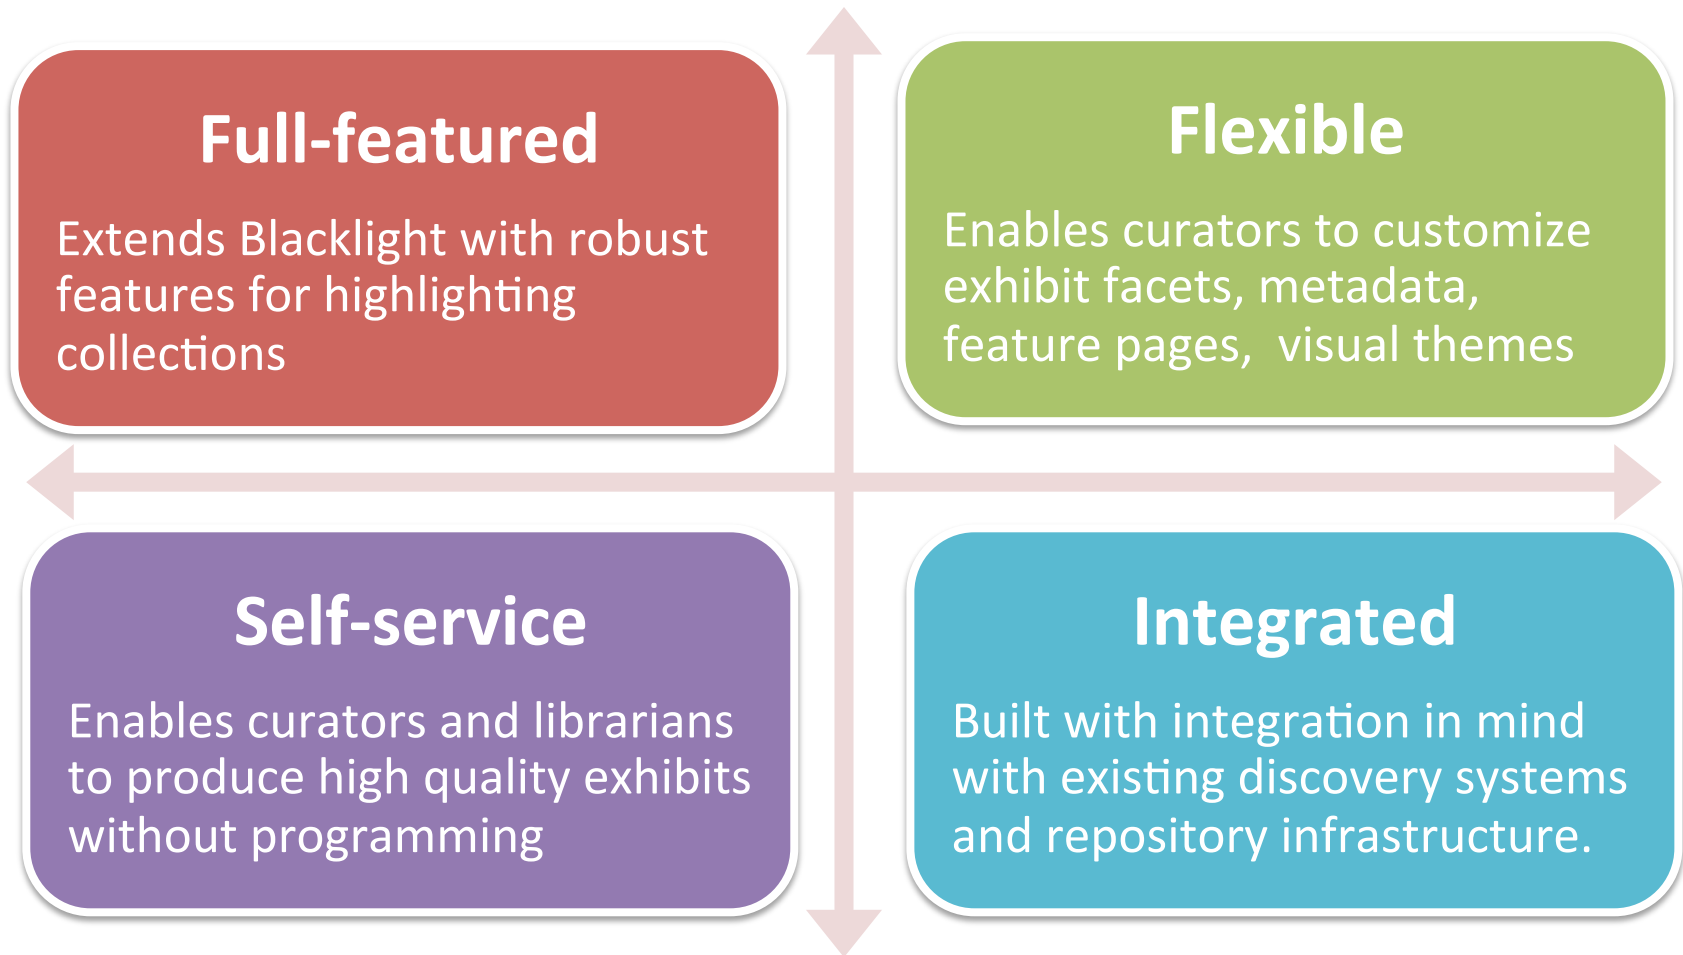 Full-featured
Extends Blacklight with robust
features for highlighting
collections
Flexible
Enables curators to customize
exhibit facets, metadata,
feature pages,  visual themes
Self-service
Enables curators and librarians
to produce high quality exhibits
without programming
Integrated
Built with integration in mind
with existing discovery systems
and repository infrastructure.